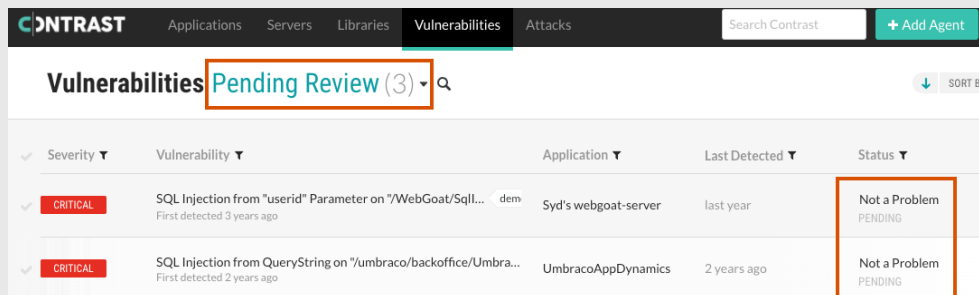 CONTRAST Applications Servers Libraries Vulnerabilities Attacks Search Contrast + Add Agent
Vulnerabilities Pending Review (3) SORT B
Severity Vulnerability Application Last Detected Status
CRITICAL SQL Injection from "userid" Parameter on "/WebGoat/SqlI... dem Syd's webgoat-server last year Not a Problem
First detected 3 years ago PENDING
CRITICAL SQL Injection from QueryString on "/umbraco/backoffice/Umbra... UmbracoAppDynamics 2 years ago Not a Problem
First detected 2 years ago PENDING